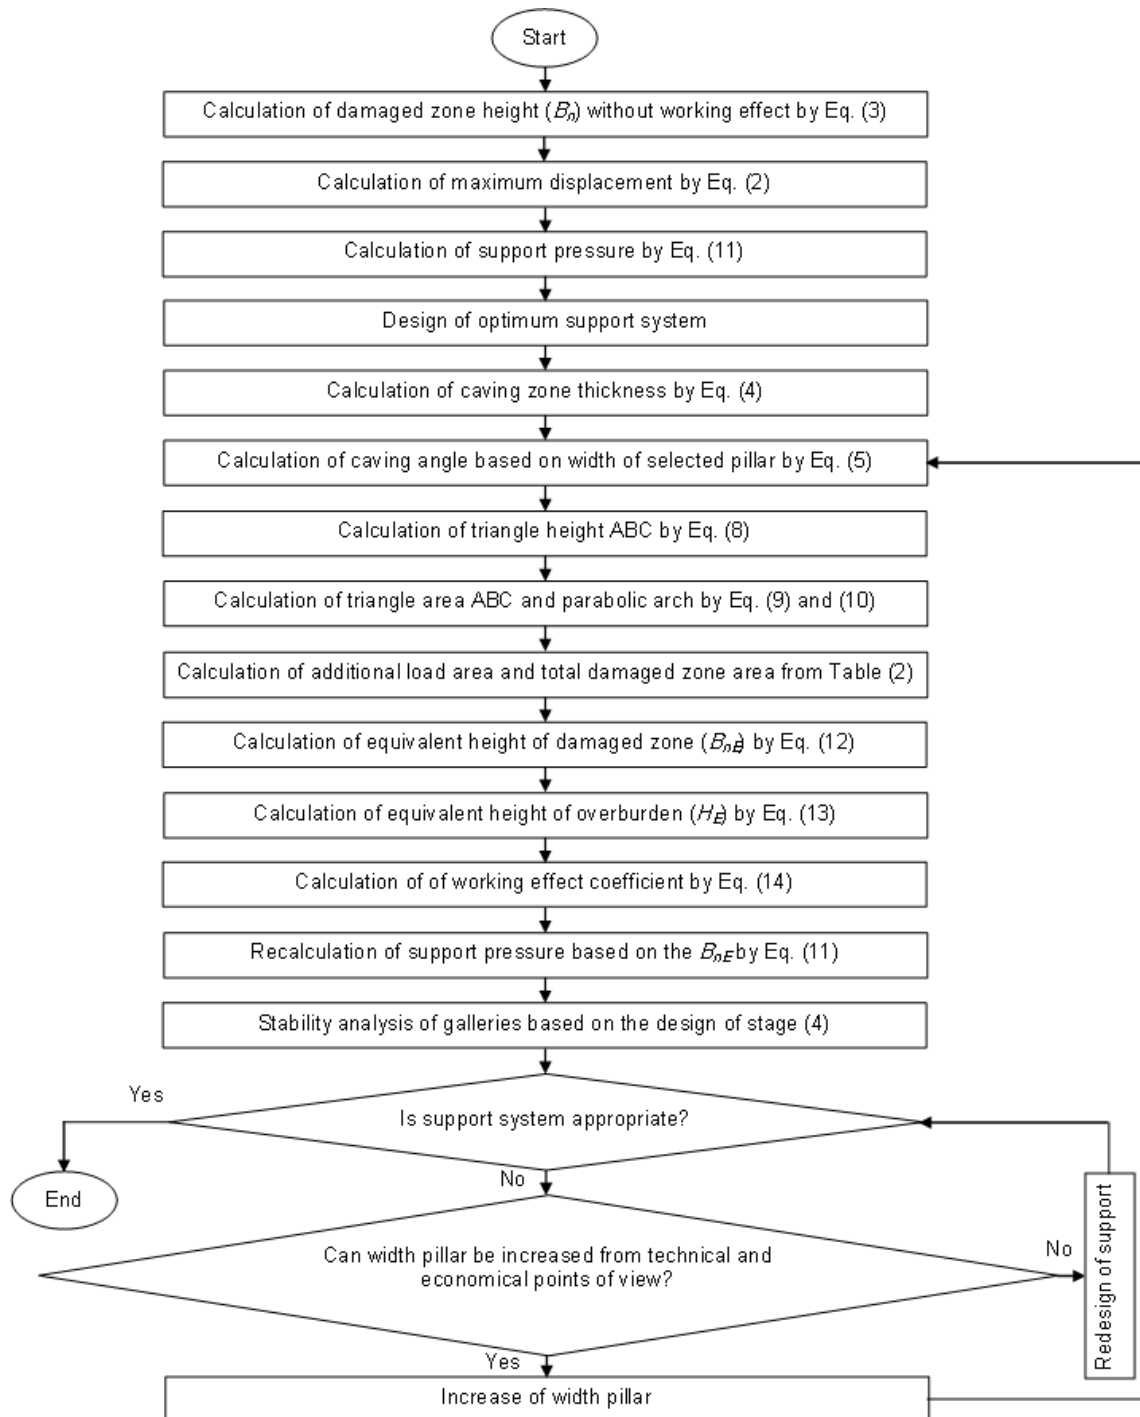 Start
Calculation of damaged zone height (Bn) without working effect by Eq. (3)
Calculation of maximum displacement by Eq. (2)
Calculation of support pressure by Eq. (11)
Design of optimum support system
Calculation of caving zone thickness by Eq. (4)
Calculation of caving angle based on width of selected pillar by Eq. (5)
Calculation of triangle height ABC by Eq. (8)
Calculation of triangle area ABC and parabolic arch by Eq. (9) and (10)
Calculation of additional load area and total damaged zone area from Table (2)
Calculation of equivalent height of damaged zone (BnE) by Eq. (12)
Calculation of equivalent height of overburden (HE) by Eq. (13)
Calculation of of working effect coefficient by Eq. (14)
Recalculation of support pressure based on the BnE by Eq. (11)
Stability analysis of galleries based on the design of stage (4)
Yes
Is support system appropriate?
No
End
Can width pillar be increased from technical and
economical points of view?
No
Redesign of support
Yes
Increase of width pillar